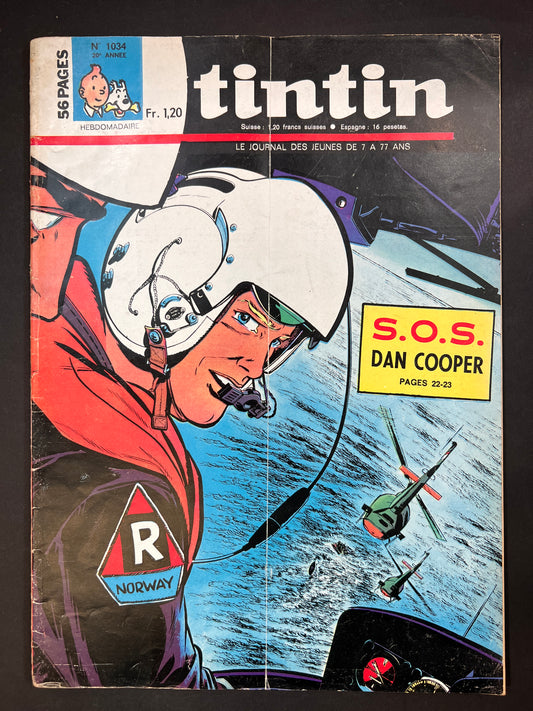 56 PAGES
N° 1034
20e ANNÉE
HEBDOMADAIRE
Fr. 1,20
tintin
Suisse : 1,20 francs suisses ● Espagne : 16 pesetas.
LE JOURNAL DES JEUNES DE 7 A 77 ANS
S.O.S.
DAN COOPER
PAGES 22-23
R
NORWAY